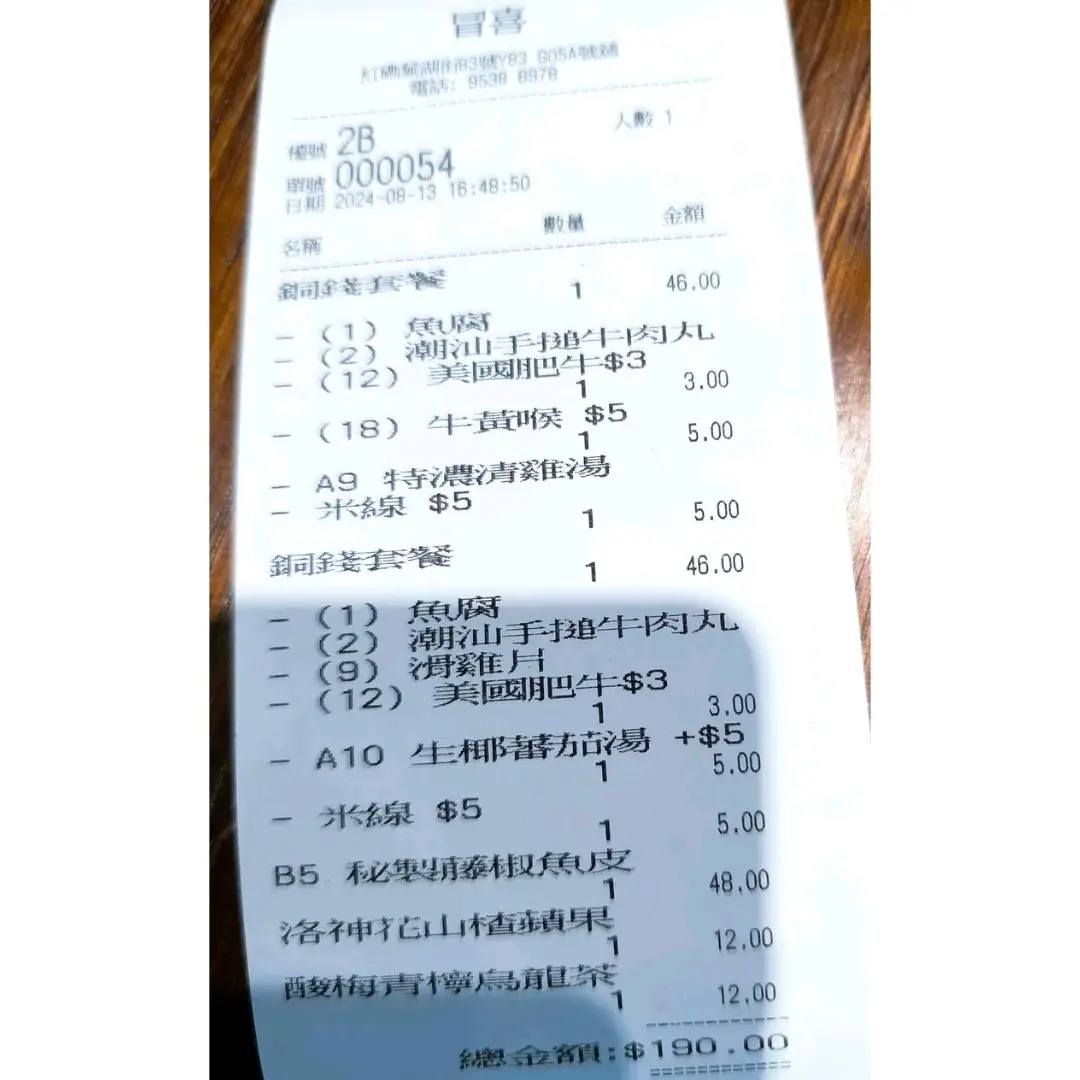 冒喜
紅磡蕪湖街83號Y83 G05A號舖
電話: 9538 8978
人數 1
檯號 2B
單號 000054
日期 2024-08-13 16:48:50
名稱 數量 金額
銅錢套餐 1 46.00
- (1) 魚腐
- (2) 潮汕手搥牛肉丸
- (12) 美國肥牛$3
1 3.00
- (18) 牛黃喉 $5
1 5.00
- A9 特濃清雞湯
- 米線 $5
1 5.00
銅錢套餐
1 46.00
- (1) 魚腐
- (2) 潮汕手搥牛肉丸
- (9) 滑雞片
- (12) 美國肥牛$3
1 3.00
- A10 生椰蕃茄湯 +$5
1 5.00
- 米線 $5
1 5.00
B5 秘製藤椒魚皮
1 48.00
洛神花山楂蘋果
1 12.00
酸梅青檸烏龍茶
1 12.00
總金額:$190.00